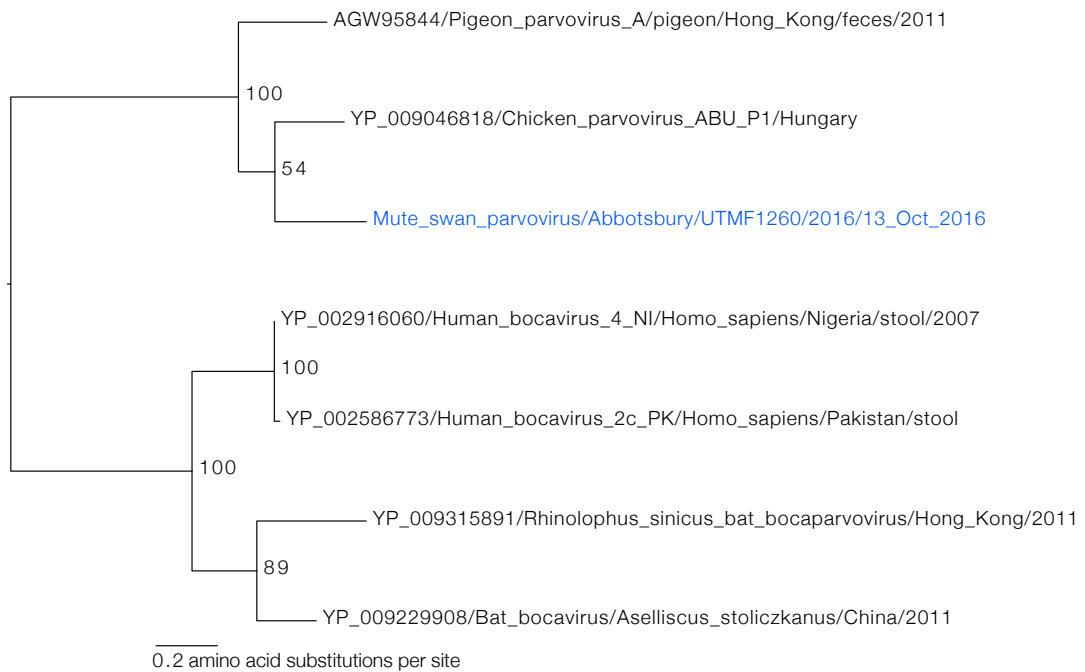 AGW95844/Pigeon_parvovirus_A/pigeon/Hong_Kong/feces/2011
100
YP_009046818/Chicken_parvovirus_ABU_P1/Hungary
54
Mute_swan_parvovirus/Abbotsbury/UTMF1260/2016/13_Oct_2016
YP_002916060/Human_bocavirus_4_NI/Homo_sapiens/Nigeria/stool/2007
100
YP_002586773/Human_bocavirus_2c_PK/Homo_sapiens/Pakistan/stool
100
YP_009315891/Rhinolophus_sinicus_bat_bocaparvovirus/Hong_Kong/2011
89
YP_009229908/Bat_bocavirus/Aselliscus_stoliczkanus/China/2011
0.2 amino acid substitutions per site